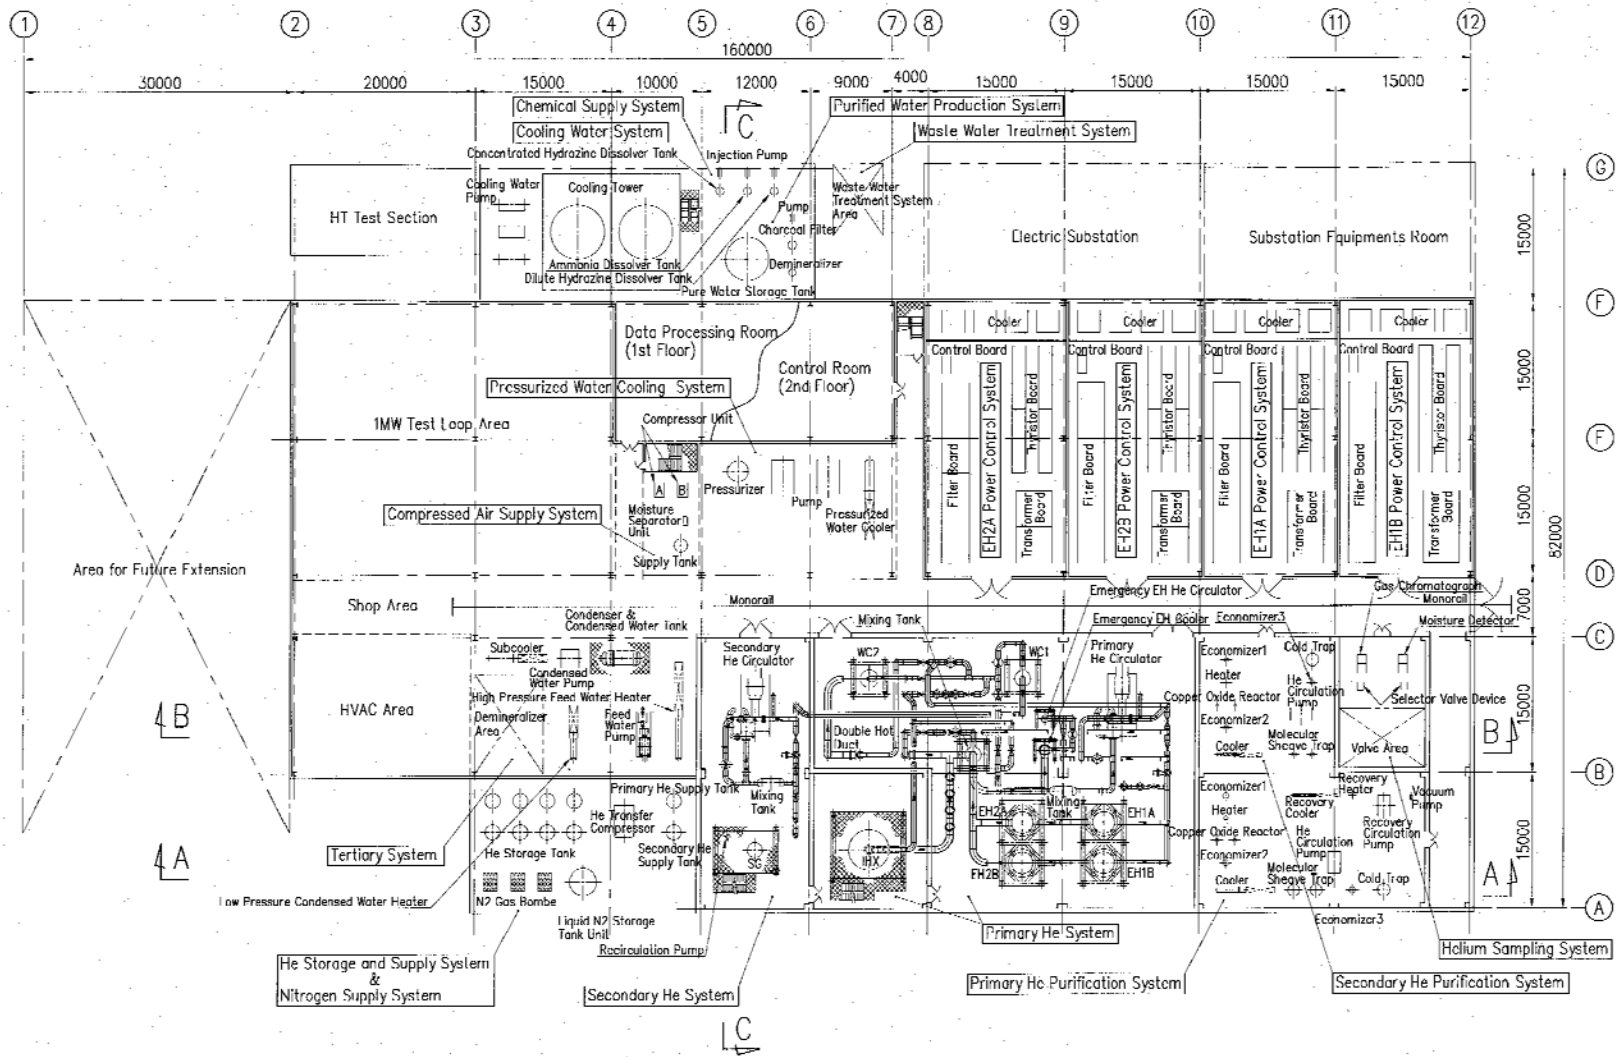 1 2 3 4 5 6 7 8 9 10 11 12
160000
30000 20000 15000 10000 12000 9000 4000 15000 15000 15000 15000
Chemical Supply System
C
Purified Water Production System
Cooling Water System
Waste Water Treatment System
Concentrated Hydrazine Dissolver Tank
Injection Pump
G
Cooling Water
Pump
Cooling Tower
Waste Water
Treatment System
Area
HT Test Section
Pump
Charcoal Filter
Electric Substation
Substation Equipments Room
15000
Ammonia Dissolver Tank
Demineralizer
Dilute Hydrazine Dissolver Tank
Pure Water Storage Tank
F
Data Processing Room
(1st Floor)
Cooler
Cooler
Cooler
Cooler
Control Board
Control Board
Control Board
Control Board
Control Room
(2nd Floor)
15000
Pressurized Water Cooling System
1MW Test Loop Area
Compressor Unit
F
Filter Board
EH2A Power Control System
Thyristor Board
Transformer
Board
Filter Board
EH2B Power Control System
Thyristor Board
Transformer
Board
Filter Board
EH1A Power Control System
Thyristor Board
Transformer
Board
Filter Board
EH1B Power Control System
Thyristor Board
Transformer
Board
A B
Pressurizer
Pump
Pressurized
Water Cooler
Compressed Air Supply System
Moisture
Separator
Unit
Supply Tank
15000
82000
Area for Future Extension
D
Shop Area
Monorail
Emergency EH He Circulator
Gas Chromatograph
Monorail
7000
Condenser &
Condensed Water Tank
Mixing Tank
Emergency EH Cooler
Economizer3
Moisture Detector
C
Subcooler
Secondary
He Circulator
WC2
WC1
Primary
He Circulator
Economizer1
Cold Trap
Condensed
Water Pump
Heater
He
Circulation
Pump
High Pressure Feed Water Heater
Copper Oxide Reactor
Selector Valve Device
HVAC Area
B
Demineralizer
Area
Feed
Water
Pump
Double Hot
Duct
Economizer2
Molecular
Sheave Trap
Cooler
Valve Area
B
15000
B
Primary He Supply Tank
Mixing
Tank
Mixing
Tank
Economizer1
Recovery
Heater
Vacuum
Pump
He Transfer
Compressor
EH2A
EH1A
Heater
Recovery
Cooler
Recovery
Circulation
Pump
Copper Oxide Reactor
He
Circulation
Pump
A
Tertiary System
He Storage Tank
Secondary He
Supply Tank
SG
IHX
EH2B
EH1B
Economizer2
Molecular
Sheave Trap
Cooler
Cold Trap
A
15000
Low Pressure Condensed Water Heater
N2 Gas Bombe
A
Liquid N2 Storage
Tank Unit
Economizer3
Recirculation Pump
Primary He System
Helium Sampling System
He Storage and Supply System
&
Nitrogen Supply System
Secondary He System
Primary He Purification System
Secondary He Purification System
C